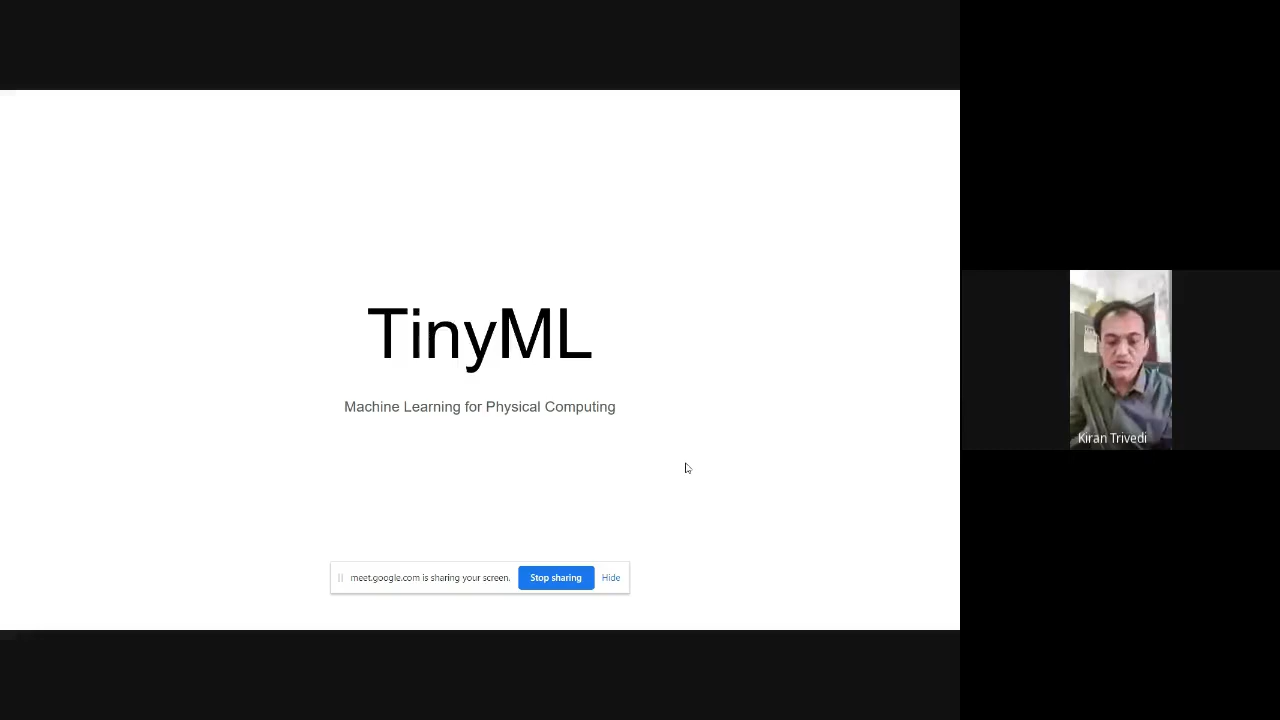 TinyML
Machine Learning for Physical Computing
meet.google.com is sharing your screen. Stop sharing Hide
Kiran Trivedi